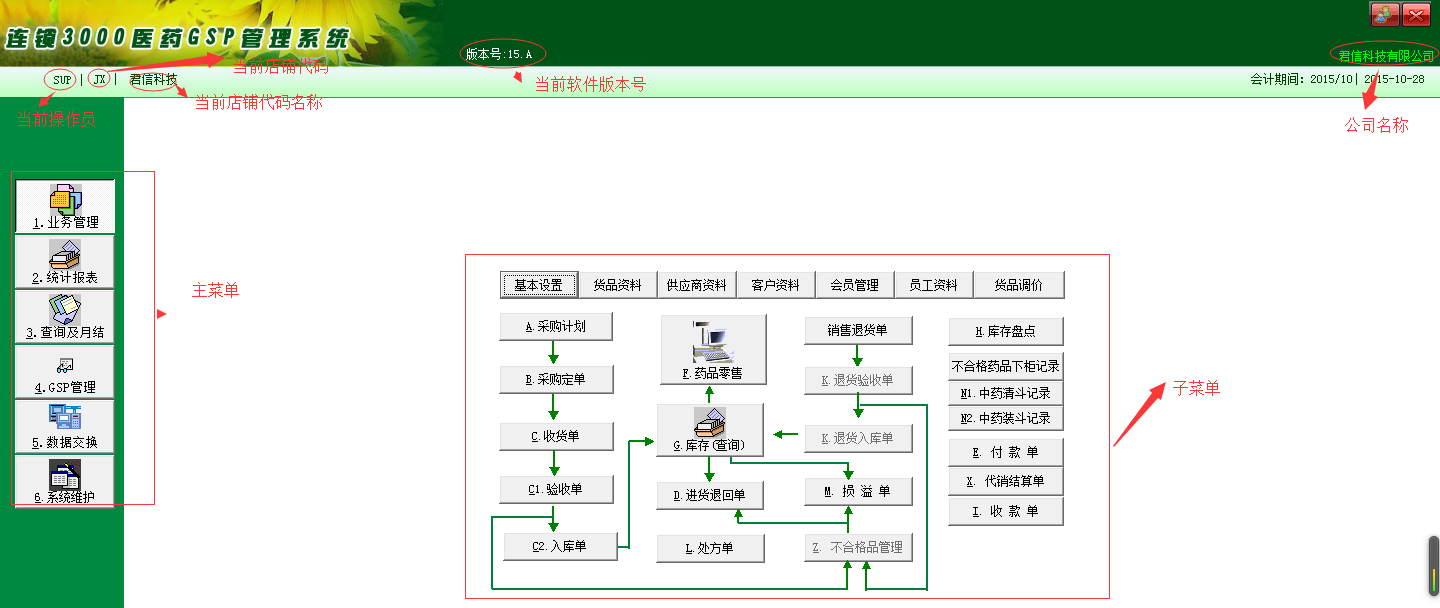 连锁3000医药GSP管理系统
版本号:15.A
君信科技有限公司
SUP | JX | 君信科技
会计期间: 2015/10| 2015-10-28
当前店铺代码
当前软件版本号
当前店铺代码名称
当前操作员
公司名称
1.业务管理
2.统计报表
3.查询及月结
4.GSP管理
5.数据交换
6.系统维护
主菜单
基本设置 货品资料 供应商资料 客户资料 会员管理 员工资料 货品调价
A.采购计划
B.采购定单
C.收货单
C1.验收单
C2.入库单
F.药品零售
G.库存(查询)
D.进货退回单
L.处方单
销售退货单
K.退货验收单
K.退货入库单
M. 损 溢 单
Z. 不合格品管理
H.库存盘点
不合格药品下柜记录
N1.中药清斗记录
N2.中药装斗记录
E. 付 款 单
X. 代销结算单
I. 收 款 单
子菜单